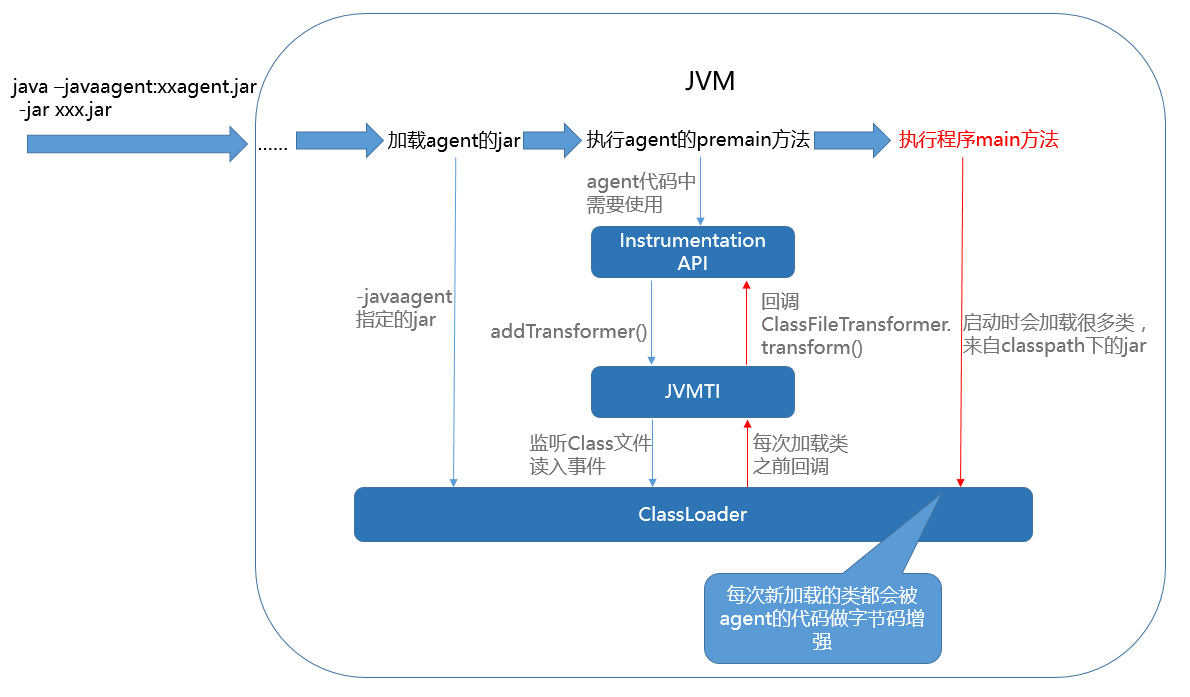 JVM
java –javaagent:xxagent.jar
-jar xxx.jar
......
加载agent的jar
执行agent的premain方法
执行程序main方法
agent代码中
需要使用
Instrumentation
API
-javaagent
指定的jar
addTransformer()
回调
ClassFileTransformer.
transform()
启动时会加载很多类，
来自classpath下的jar
JVMTI
监听Class文件
读入事件
每次加载类
之前回调
ClassLoader
每次新加载的类都会被
agent的代码做字节码增
强